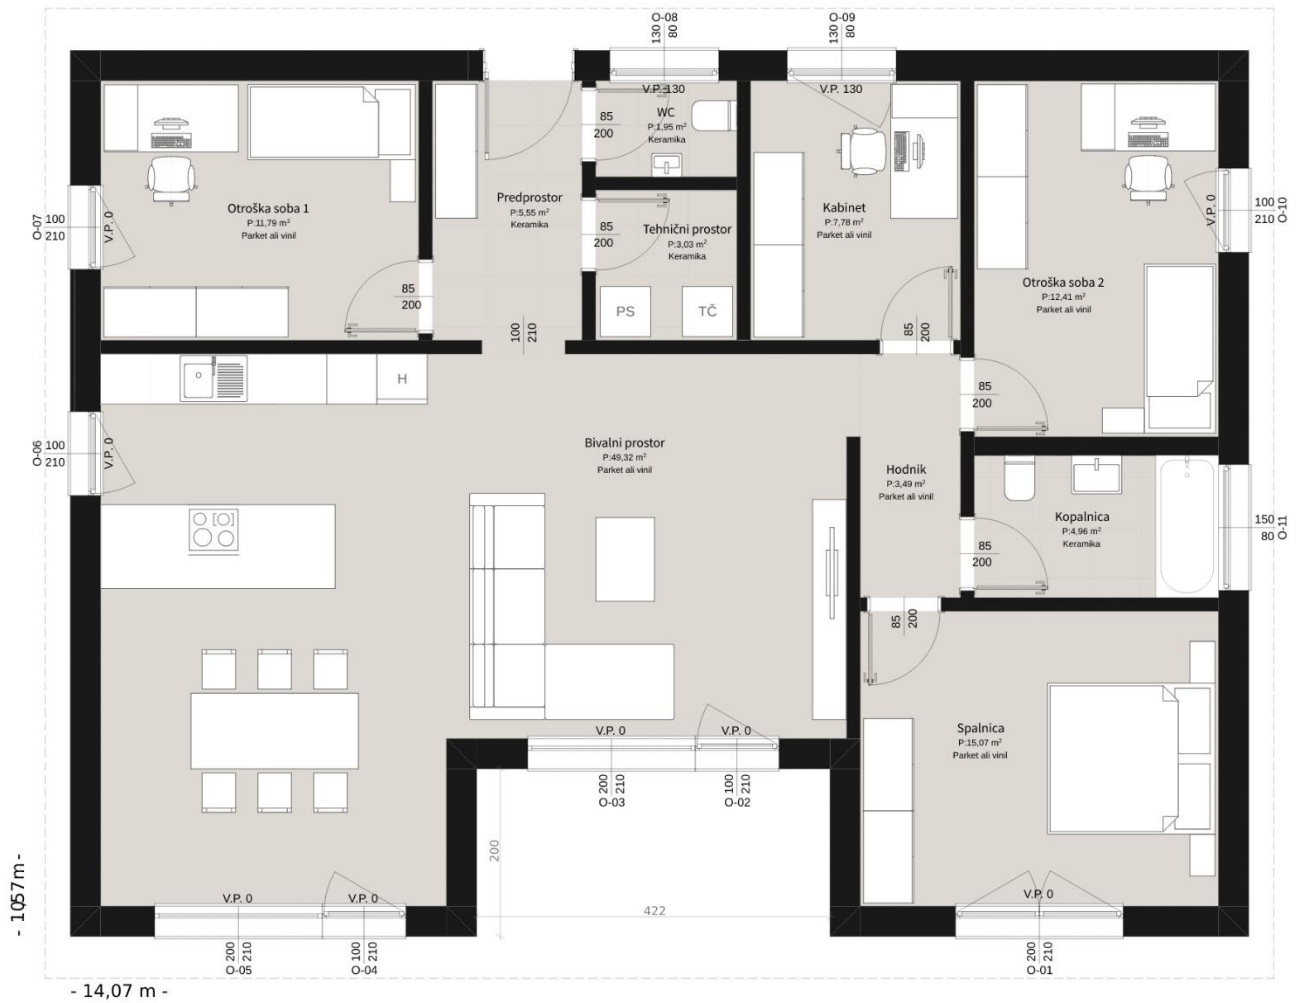 O-08
130
80
O-09
130
80
V.P. 130
WC
P:1,95 m²
Keramika
85
200
V.P. 130
Otroška soba 1
P:11,79 m²
Parket ali vinil
O-07
100
210
V.P. 0
Predprostor
P:5,55 m²
Keramika
85
200
Tehnični prostor
P:3,03 m²
Keramika
Kabinet
P:7,78 m²
Parket ali vinil
V.P. 0
100
210
O-10
Otroška soba 2
P:12,41 m²
Parket ali vinil
85
200
PS
TČ
100
210
85
200
H
85
200
O-06
100
210
V.P. 0
Bivalni prostor
P:49,32 m²
Parket ali vinil
Hodnik
P:3,49 m²
Parket ali vinil
Kopalnica
P:4,96 m²
Keramika
150
80
O-11
85
200
85
200
V.P. 0
V.P. 0
Spalnica
P:15,07 m²
Parket ali vinil
200
210
O-03
100
210
O-02
200
422
V.P. 0
V.P. 0
V.P. 0
200
210
O-05
100
210
O-04
200
210
O-01
- 10,57m -
- 14,07 m -